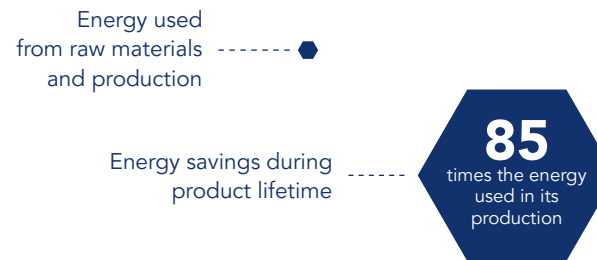 Energy used
from raw materials
and production
Energy savings during
product lifetime
85
times the energy
used in its
production